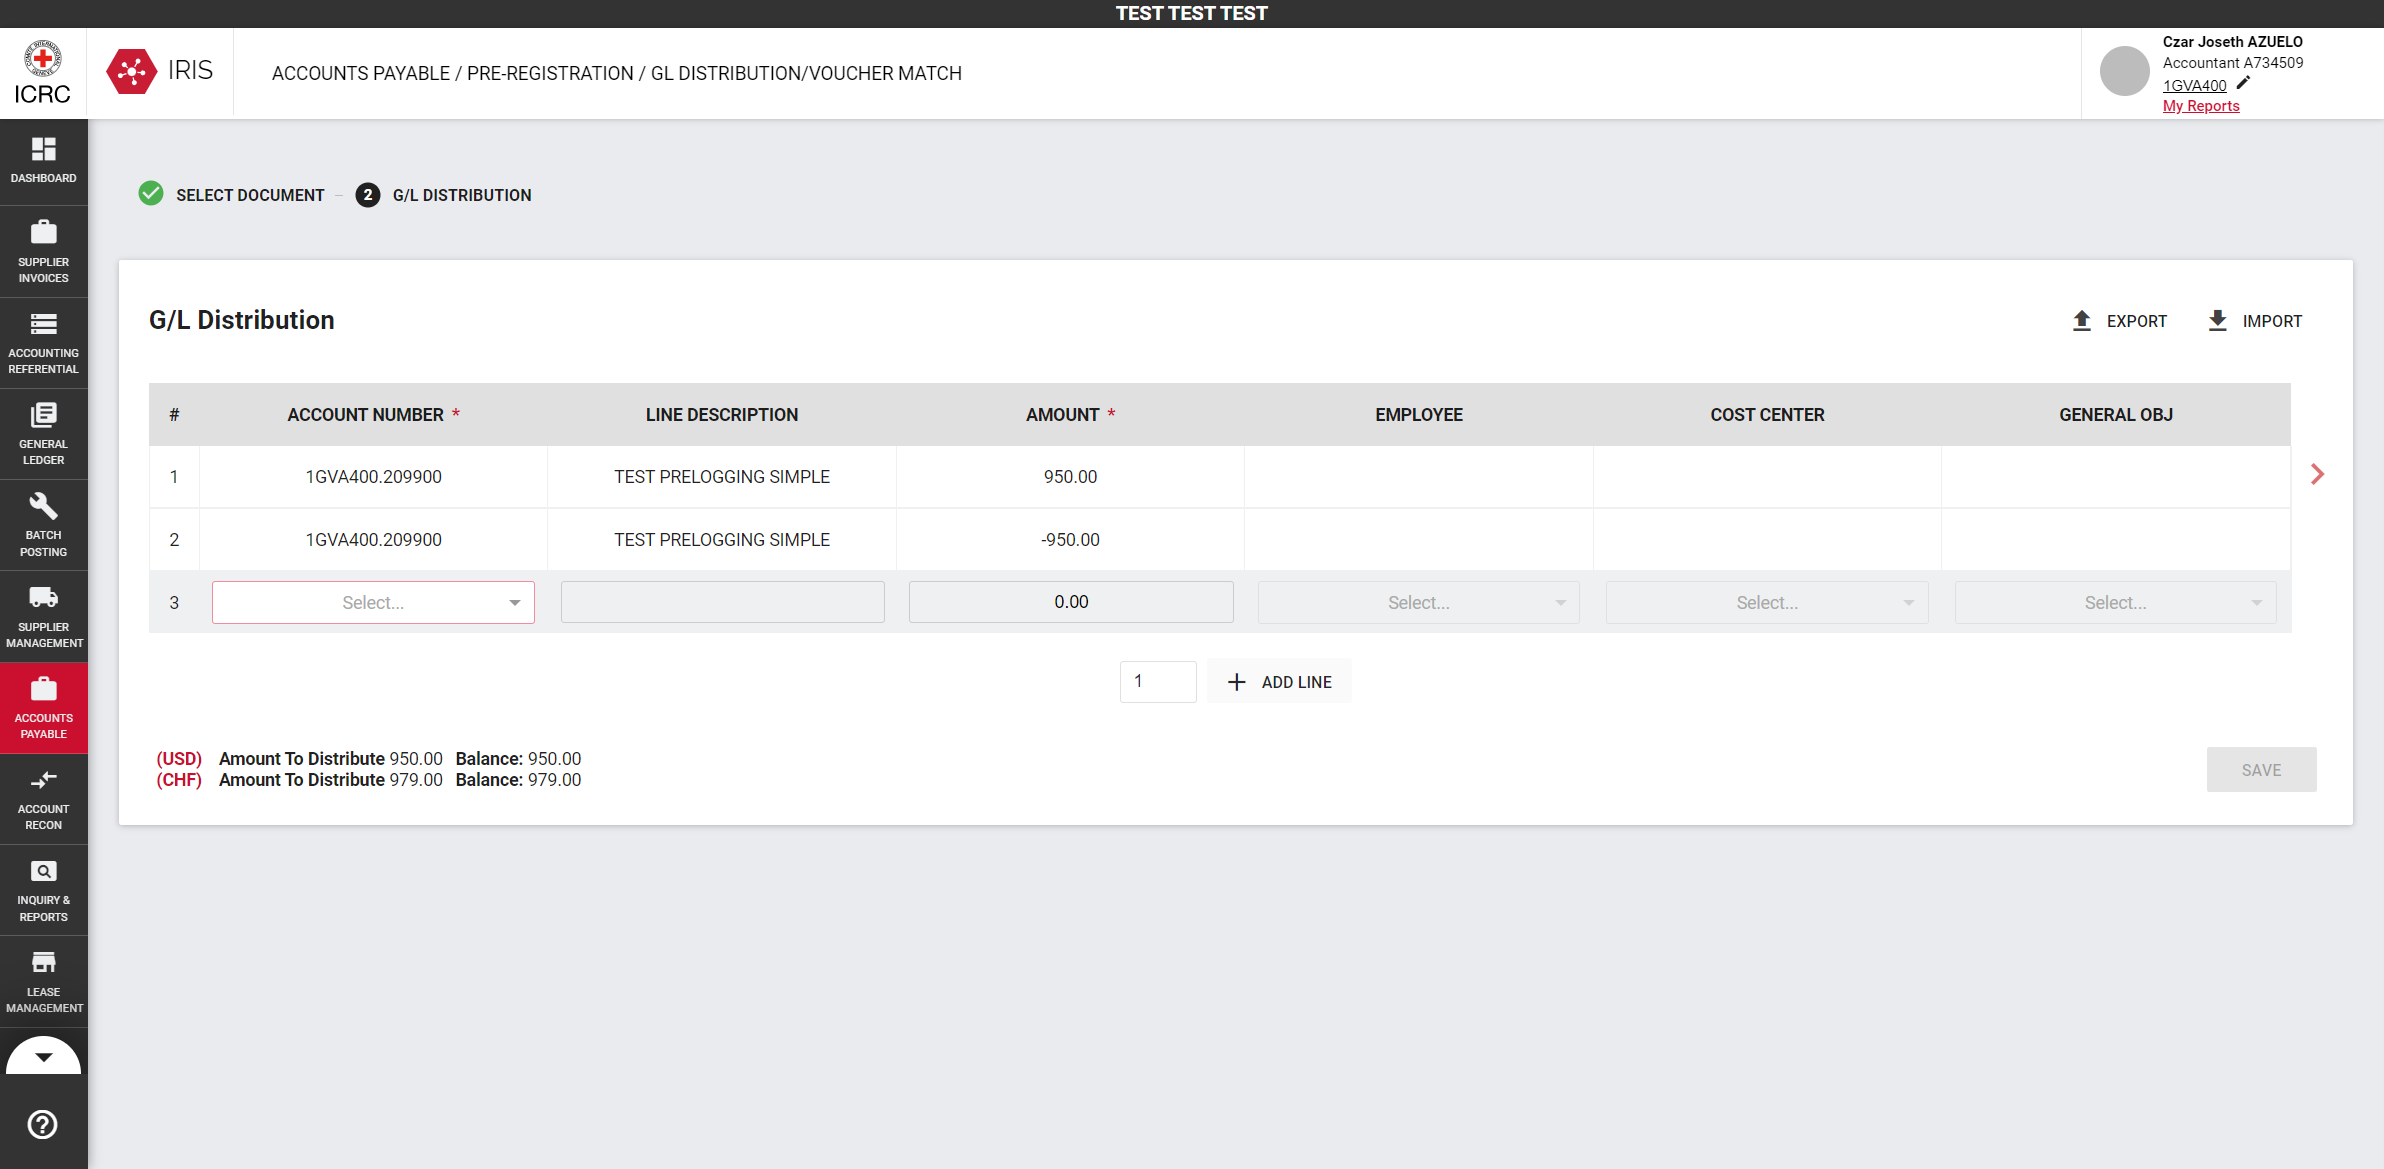 TEST TEST TEST
ICRC
IRIS
ACCOUNTS PAYABLE / PRE-REGISTRATION / GL DISTRIBUTION/VOUCHER MATCH
Czar Joseth AZUELO
Accountant A734509
1GVA400
My Reports
DASHBOARD
SUPPLIER
INVOICES
ACCOUNTING
REFERENTIAL
GENERAL
LEDGER
BATCH
POSTING
SUPPLIER
MANAGEMENT
ACCOUNTS
PAYABLE
ACCOUNT
RECON
INQUIRY &
REPORTS
LEASE
MANAGEMENT
SELECT DOCUMENT – 2 G/L DISTRIBUTION
G/L Distribution
EXPORT IMPORT
# ACCOUNT NUMBER * LINE DESCRIPTION AMOUNT * EMPLOYEE COST CENTER GENERAL OBJ
1 1GVA400.209900 TEST PRELOGGING SIMPLE 950.00
2 1GVA400.209900 TEST PRELOGGING SIMPLE -950.00
3 Select... 0.00 Select... Select... Select...
1 + ADD LINE
(USD) Amount To Distribute 950.00 Balance: 950.00
(CHF) Amount To Distribute 979.00 Balance: 979.00
SAVE